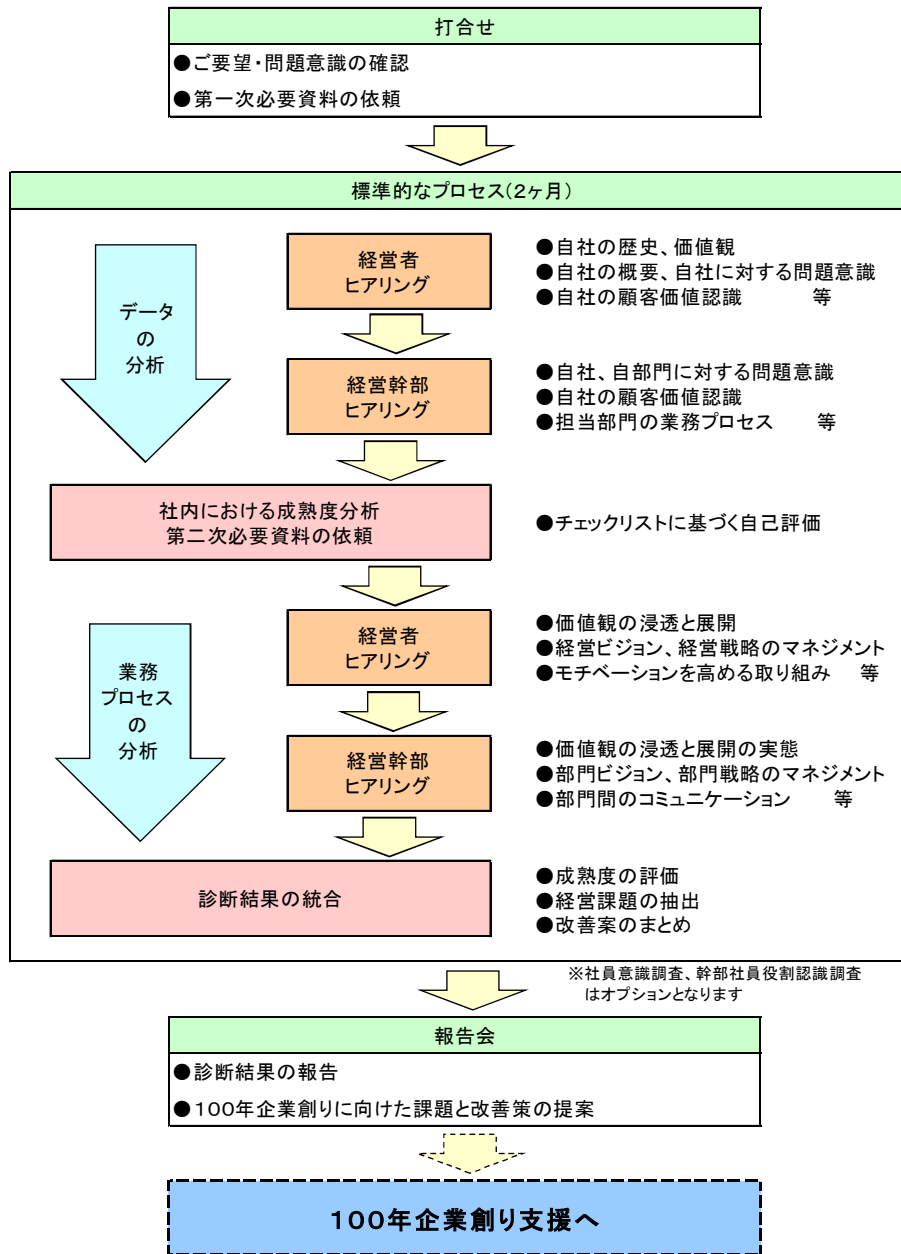 打合せ
●ご要望・問題意識の確認
●第一次必要資料の依頼
標準的なプロセス(2ヶ月)
データ
の
分析
経営者
ヒアリング
●自社の歴史、価値観
●自社の概要、自社に対する問題意識
●自社の顧客価値認識　　　等
経営幹部
ヒアリング
●自社、自部門に対する問題意識
●自社の顧客価値認識
●担当部門の業務プロセス　　等
社内における成熟度分析
第二次必要資料の依頼
●チェックリストに基づく自己評価
業務
プロセス
の
分析
経営者
ヒアリング
●価値観の浸透と展開
●経営ビジョン、経営戦略のマネジメント
●モチベーションを高める取り組み　等
経営幹部
ヒアリング
●価値観の浸透と展開の実態
●部門ビジョン、部門戦略のマネジメント
●部門間のコミュニケーション　　等
診断結果の統合
●成熟度の評価
●経営課題の抽出
●改善案のまとめ
※社員意識調査、幹部社員役割認識調査
はオプションとなります
報告会
●診断結果の報告
●100年企業創りに向けた課題と改善策の提案
100年企業創り支援へ